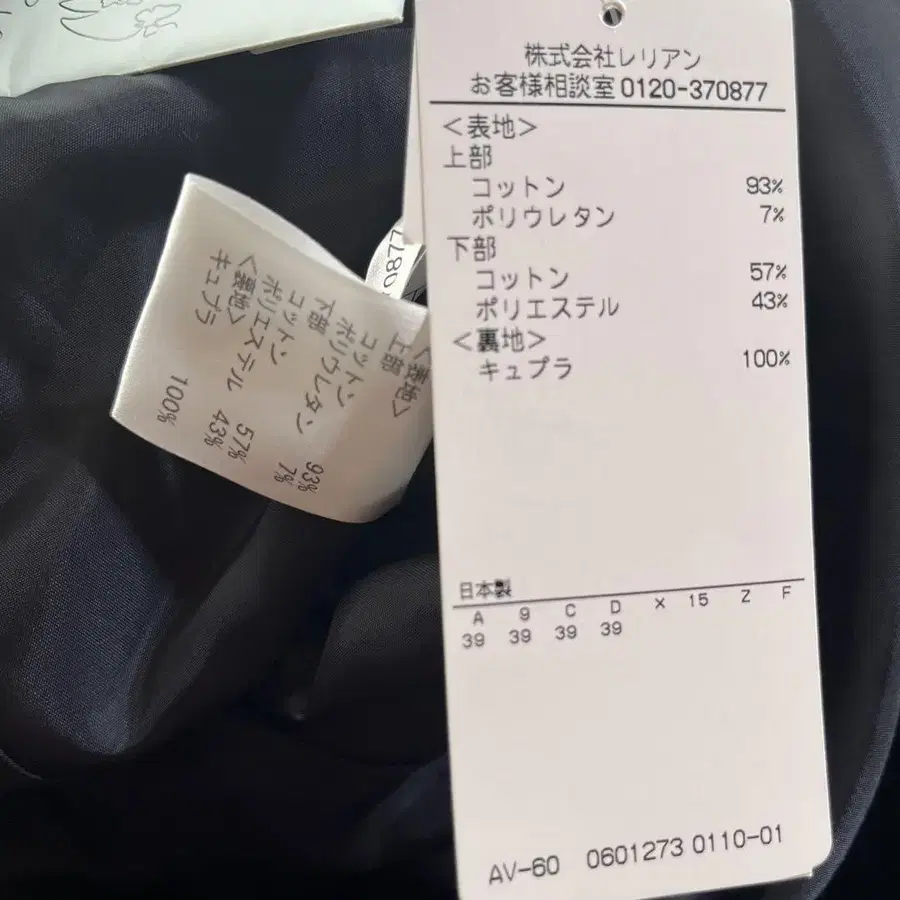 株式会社レリアン
お客様相談室 0120-370877
<表地>
上部
コットン 93%
ポリウレタン 7%
下部
コットン 57%
ポリエステル 43%
<裏地>
キュプラ 100%
日本製
A 9 C D × 15 Z F
39 39 39 39
AV-60 0601273 0110-01
<表地>
上部
コットン 93%
ポリウレタン 7%
下部
コットン 57%
ポリエステル 43%
<裏地>
キュプラ 100%